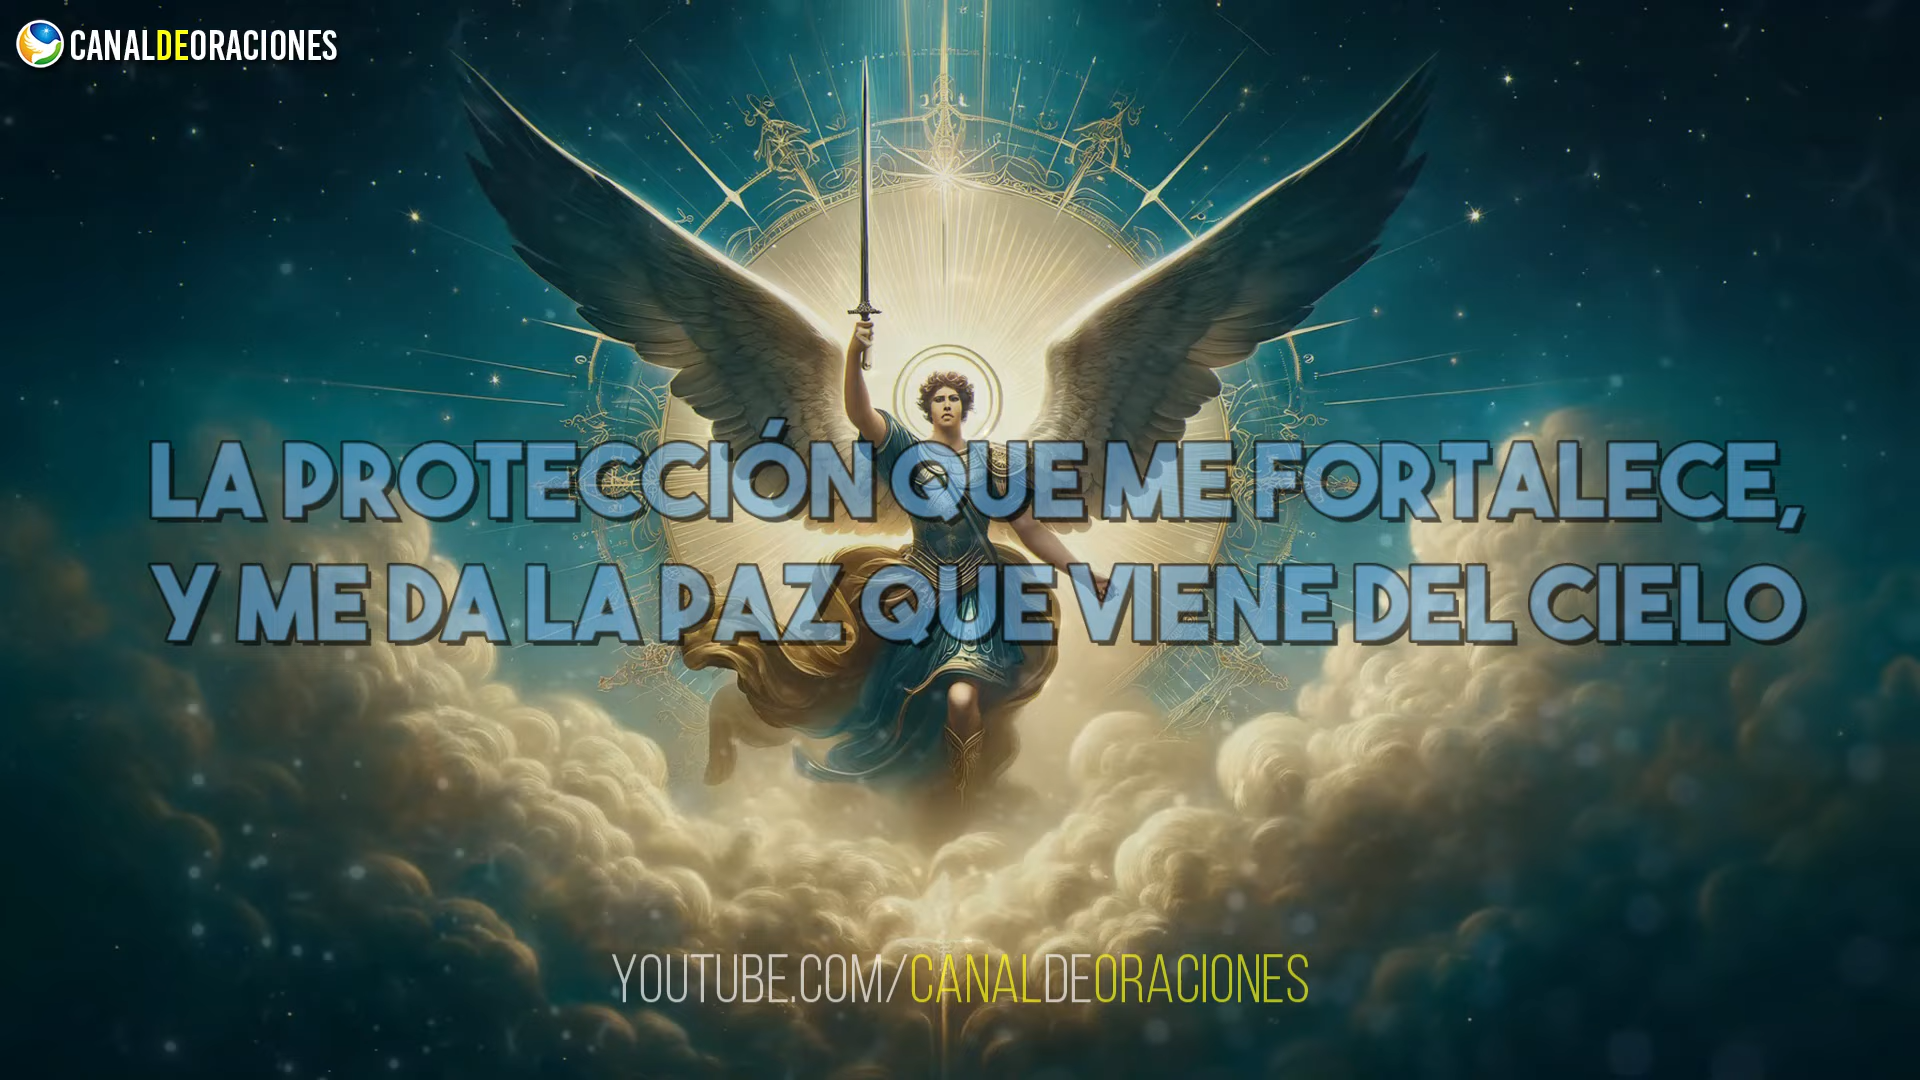 CANALDEORACIONES
LA PROTECCIÓN QUE ME FORTALECE,
Y ME DA LA PAZ QUE VIENE DEL CIELO
YOUTUBE.COM/CANALDEORACIONES